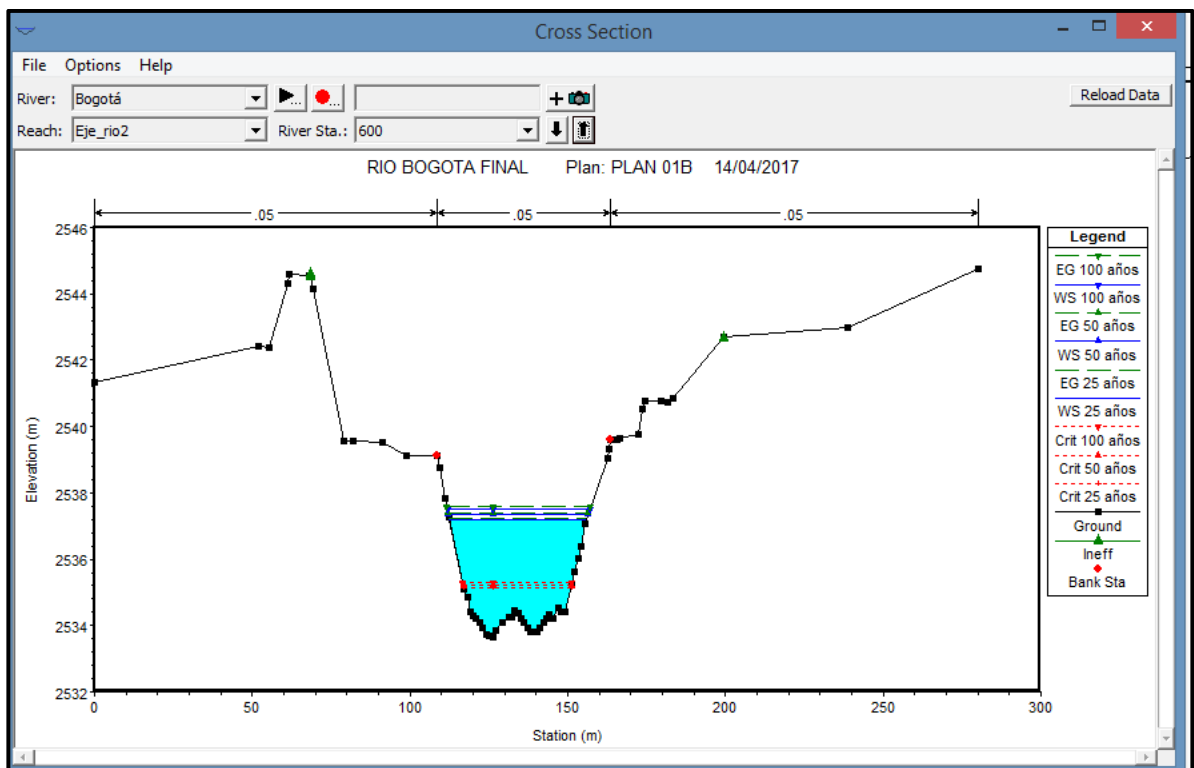 Cross Section
File Options Help
River: Bogotá
Reload Data
Reach: Eje_rio2 River Sta.: 600
RIO BOGOTA FINAL Plan: PLAN 01B 14/04/2017
.05 .05 .05
2546
2544
2542
2540
2538
2536
2534
2532
Elevation (m)
0 50 100 150 200 250 300
Station (m)
Legend
EG 100 años
WS 100 años
EG 50 años
WS 50 años
EG 25 años
WS 25 años
Crit 100 años
Crit 50 años
Crit 25 años
Ground
Ineff
Bank Sta